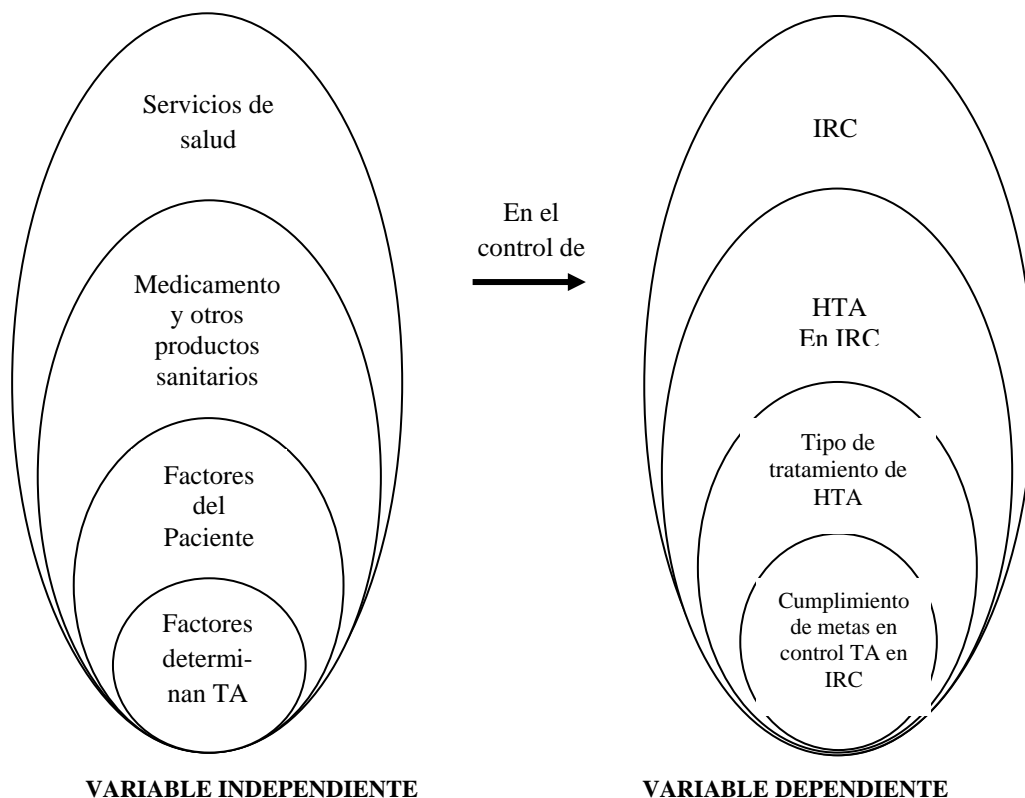 Servicios de
salud
Medicamento
y otros
productos
sanitarios
Factores
del
Paciente
Factores
determi-
nan TA
VARIABLE INDEPENDIENTE
En el
control de
IRC
HTA
En IRC
Tipo de
tratamiento de
HTA
Cumplimiento
de metas en
control TA en
IRC
VARIABLE DEPENDIENTE